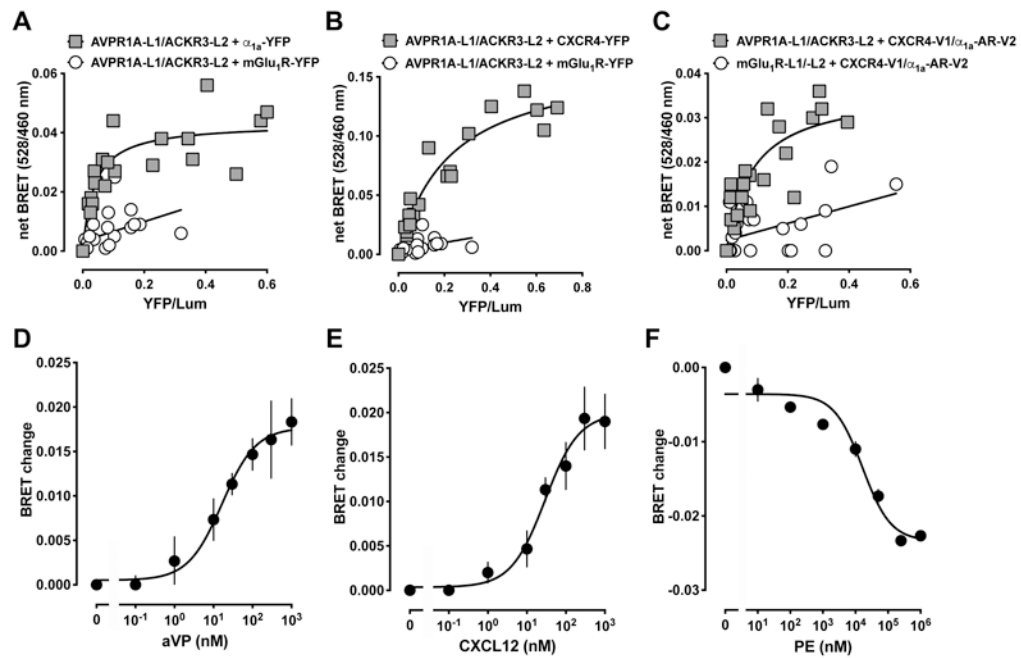 A
AVPR1A-L1/ACKR3-L2 + α1a-YFP
AVPR1A-L1/ACKR3-L2 + mGlu1R-YFP
net BRET (528/460 nm)
0.06
0.04
0.02
0.00
0.0 0.2 0.4 0.6
YFP/Lum
B
AVPR1A-L1/ACKR3-L2 + CXCR4-YFP
AVPR1A-L1/ACKR3-L2 + mGlu1R-YFP
net BRET (528/460 nm)
0.15
0.10
0.05
0.00
0.0 0.2 0.4 0.6 0.8
YFP/Lum
C
AVPR1A-L1/ACKR3-L2 + CXCR4-V1/α1a-AR-V2
mGlu1R-L1/-L2 + CXCR4-V1/α1a-AR-V2
net BRET (528/460 nm)
0.04
0.03
0.02
0.01
0.00
0.0 0.2 0.4 0.6
YFP/Lum
D
BRET change
0.025
0.020
0.015
0.010
0.005
0.000
0 10-1 100 101 102 103
aVP (nM)
E
BRET change
0.025
0.020
0.015
0.010
0.005
0.000
0 10-1 100 101 102 103
CXCL12 (nM)
F
BRET change
0.00
-0.01
-0.02
-0.03
0 101 102 103 104 105 106
PE (nM)